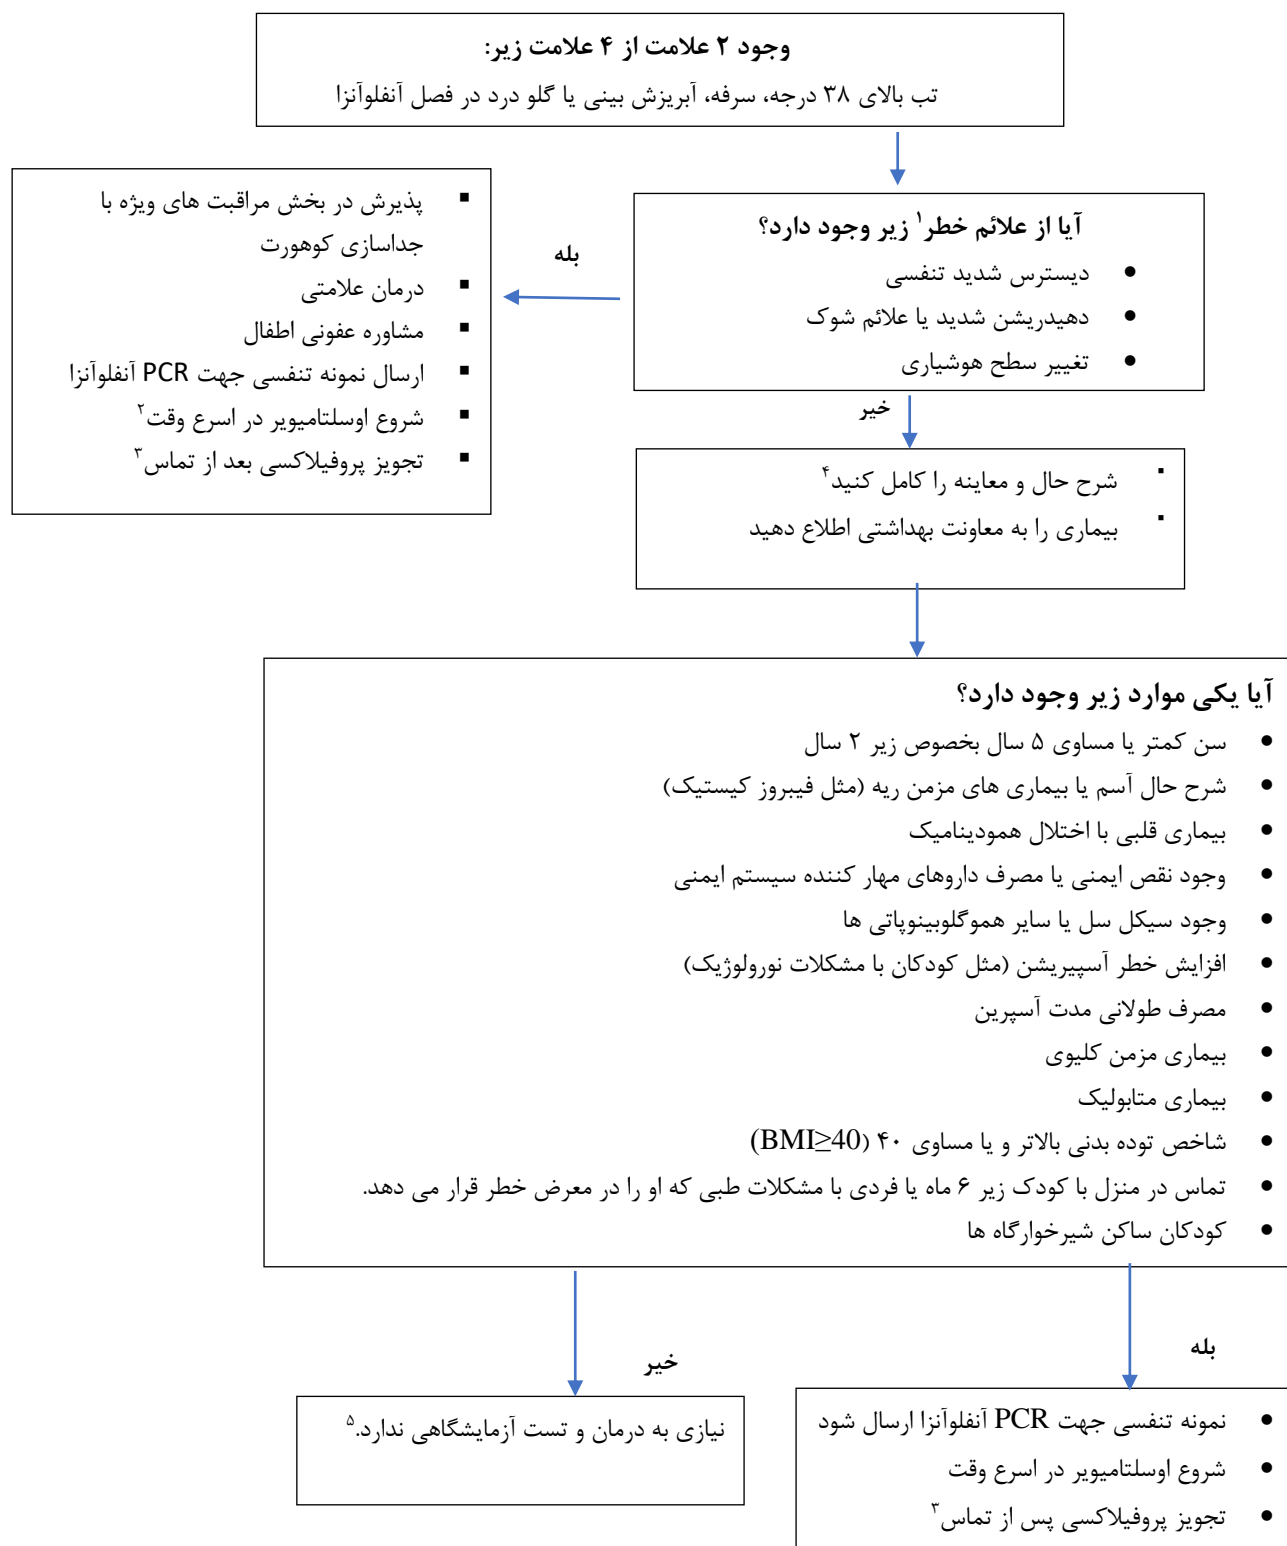 وجود ۲ علامت از ۴ علامت زیر:
تب بالای ۳۸ درجه، سرفه، آبریزش بینی یا گلو درد در فصل آنفلوآنزا
آیا از علائم خطر۱ زیر وجود دارد؟
● دیسترس شدید تنفسی
● دهیدریشن شدید یا علائم شوک
● تغییر سطح هوشیاری
بله
▪ پذیرش در بخش مراقبت های ویژه با
جداسازی کوهورت
▪ درمان علامتی
▪ مشاوره عفونی اطفال
▪ ارسال نمونه تنفسی جهت PCR آنفلوآنزا
▪ شروع اوسلتامیویر در اسرع وقت۲
▪ تجویز پروفیلاکسی بعد از تماس۳
خیر
▪ شرح حال و معاینه را کامل کنید۴
▪ بیماری را به معاونت بهداشتی اطلاع دهید
آیا یکی موارد زیر وجود دارد؟
● سن کمتر یا مساوی ۵ سال بخصوص زیر ۲ سال
● شرح حال آسم یا بیماری های مزمن ریه (مثل فیبروز کیستیک)
● بیماری قلبی با اختلال همودینامیک
● وجود نقص ایمنی یا مصرف داروهای مهار کننده سیستم ایمنی
● وجود سیکل سل یا سایر هموگلوبینوپاتی ها
● افزایش خطر آسپیریشن (مثل کودکان با مشکلات نورولوژیک)
● مصرف طولانی مدت آسپرین
● بیماری مزمن کلیوی
● بیماری متابولیک
● شاخص توده بدنی بالاتر و یا مساوی ۴۰ (BMI≥40)
● تماس در منزل با کودک زیر ۶ ماه یا فردی با مشکلات طبی که او را در معرض خطر قرار می دهد.
● کودکان ساکن شیرخوارگاه ها
بله
● نمونه تنفسی جهت PCR آنفلوآنزا ارسال شود
● شروع اوسلتامیویر در اسرع وقت
● تجویز پروفیلاکسی پس از تماس۳
خیر
نیازی به درمان و تست آزمایشگاهی ندارد.۵